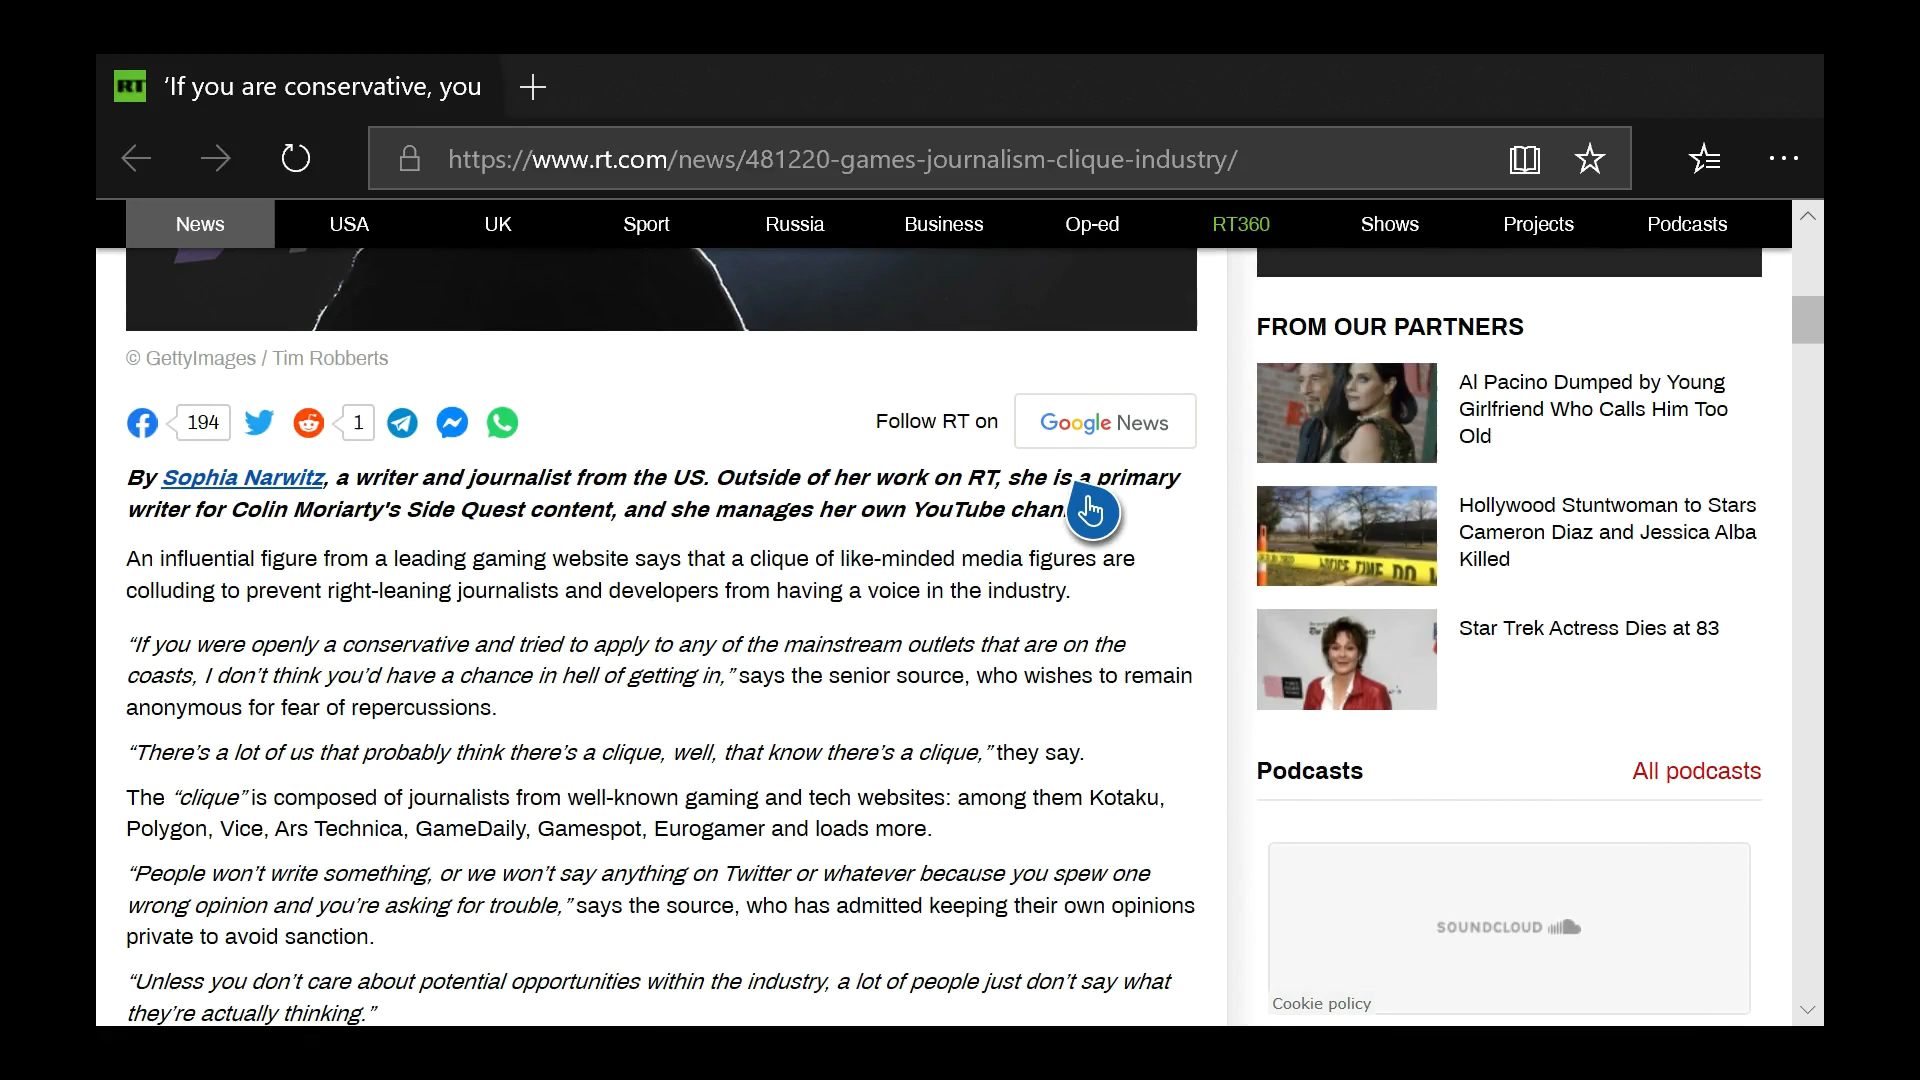 RT 'If you are conservative, you
https://www.rt.com/news/481220-games-journalism-clique-industry/
News USA UK Sport Russia Business Op-ed RT360 Shows Projects Podcasts
© GettyImages / Tim Robberts
194 1 Follow RT on Google News
By Sophia Narwitz, a writer and journalist from the US. Outside of her work on RT, she is a primary
writer for Colin Moriarty's Side Quest content, and she manages her own YouTube
An influential figure from a leading gaming website says that a clique of like-minded media figures are
colluding to prevent right-leaning journalists and developers from having a voice in the industry.
“If you were openly a conservative and tried to apply to any of the mainstream outlets that are on the
coasts, I don’t think you’d have a chance in hell of getting in,” says the senior source, who wishes to remain
anonymous for fear of repercussions.
“There’s a lot of us that probably think there’s a clique, well, that know there’s a clique,” they say.
The “clique” is composed of journalists from well-known gaming and tech websites: among them Kotaku,
Polygon, Vice, Ars Technica, GameDaily, Gamespot, Eurogamer and loads more.
“People won’t write something, or we won’t say anything on Twitter or whatever because you spew one
wrong opinion and you’re asking for trouble,” says the source, who has admitted keeping their own opinions
private to avoid sanction.
“Unless you don’t care about potential opportunities within the industry, a lot of people just don’t say what
they’re actually thinking.”
FROM OUR PARTNERS
Al Pacino Dumped by Young
Girlfriend Who Calls Him Too
Old
Hollywood Stuntwoman to Stars
Cameron Diaz and Jessica Alba
Killed
Star Trek Actress Dies at 83
Podcasts All podcasts
SOUNDCLOUD
Cookie policy